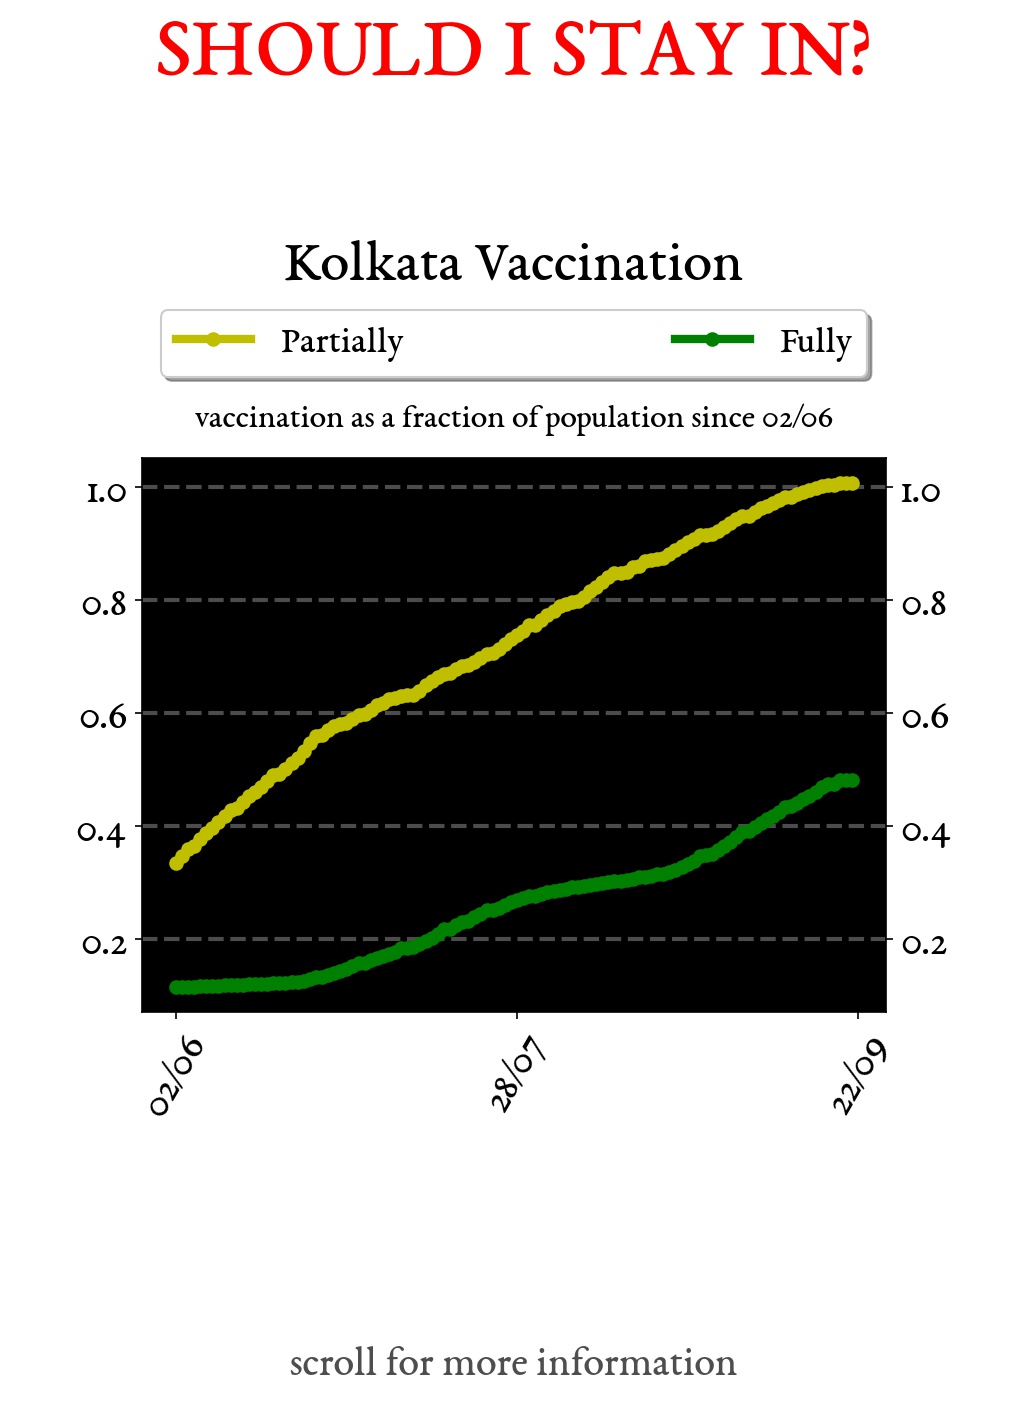 SHOULD I STAY IN?
Kolkata Vaccination
Partially Fully
vaccination as a fraction of population since 02/06
1.0 1.0
0.8 0.8
0.6 0.6
0.4 0.4
0.2 0.2
02/06 28/07 22/09
scroll for more information